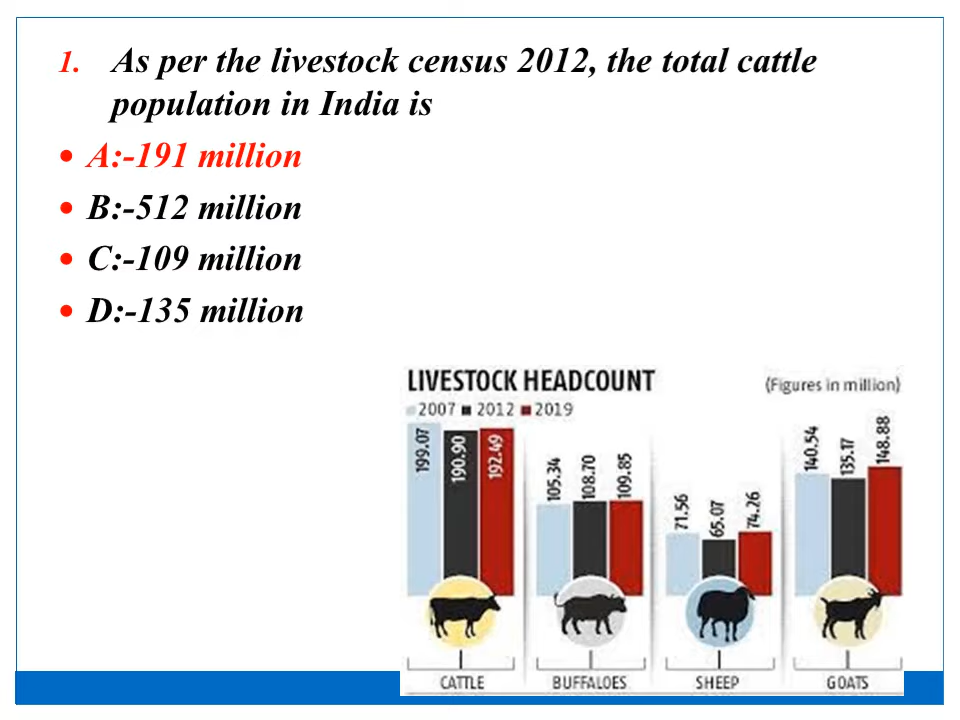 1. As per the livestock census 2012, the total cattle
population in India is
• A:-191 million
• B:-512 million
• C:-109 million
• D:-135 million
LIVESTOCK HEADCOUNT (Figures in million)
2007 2012 2019
199.07 190.90 192.49
105.34 108.70 109.85
71.56 65.07 74.26
140.54 135.17 148.88
CATTLE BUFFALOES SHEEP GOATS